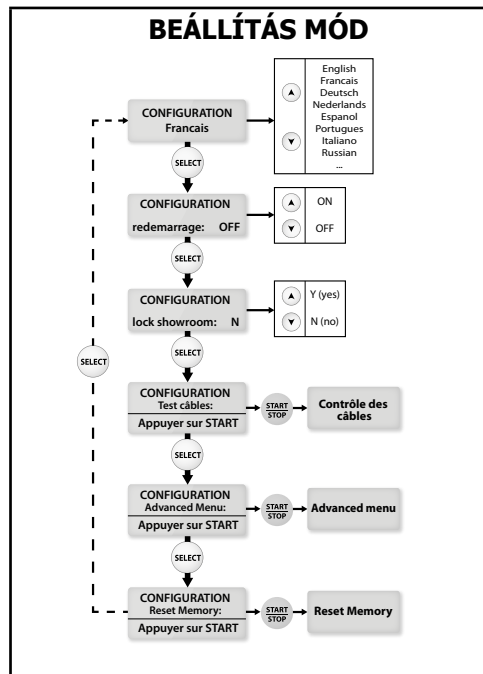 BEÁLLÍTÁS MÓD
CONFIGURATION
Francais
English
Francais
Deutsch
Nederlands
Espanol
Portugues
Italiano
Russian
...
SELECT
CONFIGURATION
redemarrage: OFF
ON
OFF
SELECT
CONFIGURATION
lock showroom: N
Y (yes)
N (no)
SELECT
SELECT
CONFIGURATION
Test câbles:
Appuyer sur START
START
STOP
Contrôle des
câbles
SELECT
CONFIGURATION
Advanced Menu:
Appuyer sur START
START
STOP
Advanced menu
SELECT
CONFIGURATION
Reset Memory:
Appuyer sur START
START
STOP
Reset Memory